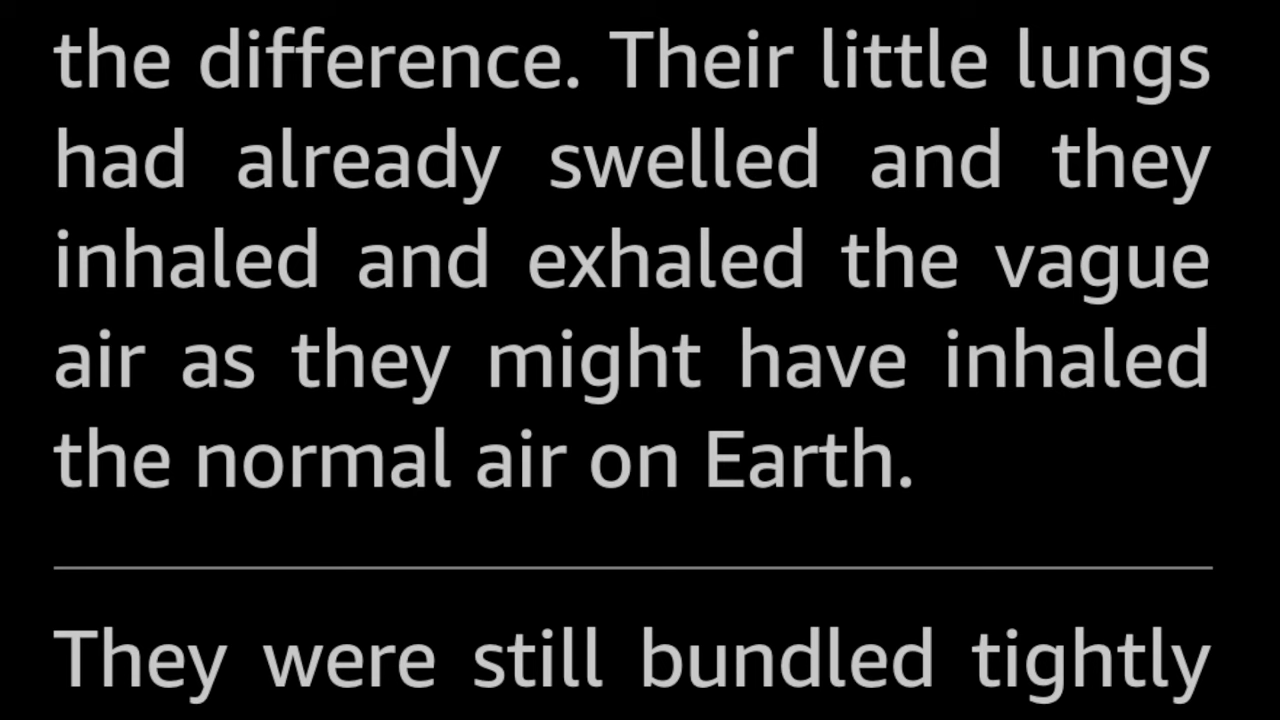 the difference. Their little lungs
had already swelled and they
inhaled and exhaled the vague
air as they might have inhaled
the normal air on Earth.
They were still bundled tightly